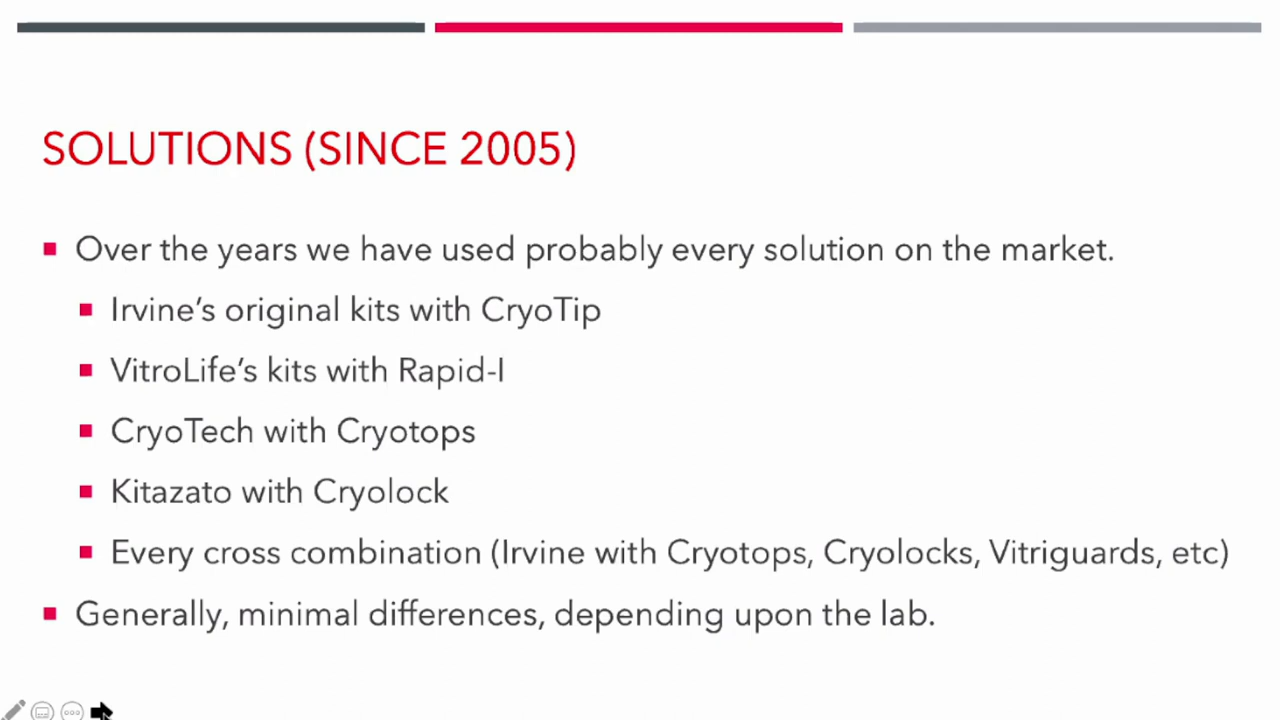 SOLUTIONS (SINCE 2005)
Over the years we have used probably every solution on the market.
Irvine’s original kits with CryoTip
VitroLife’s kits with Rapid-I
CryoTech with Cryotops
Kitazato with Cryolock
Every cross combination (Irvine with Cryotops, Cryolocks, Vitriguards, etc)
Generally, minimal differences, depending upon the lab.